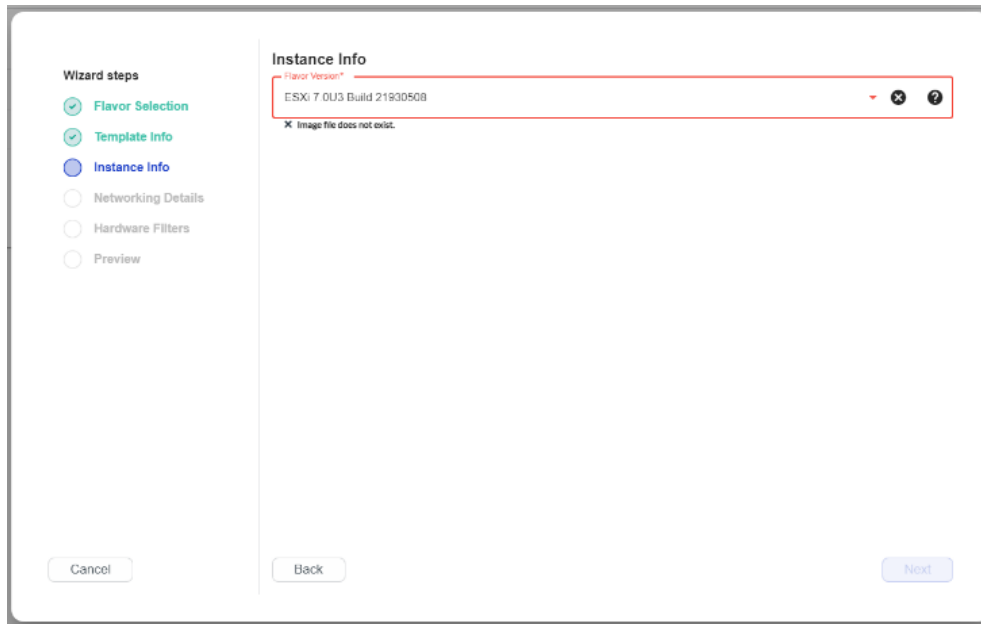 Wizard steps
Flavor Selection
Template Info
Instance Info
Networking Details
Hardware Filters
Preview
Cancel
Instance Info
Flavor Version*
ESXi 7.0U3 Build 21930508
Image file does not exist.
Back
Next